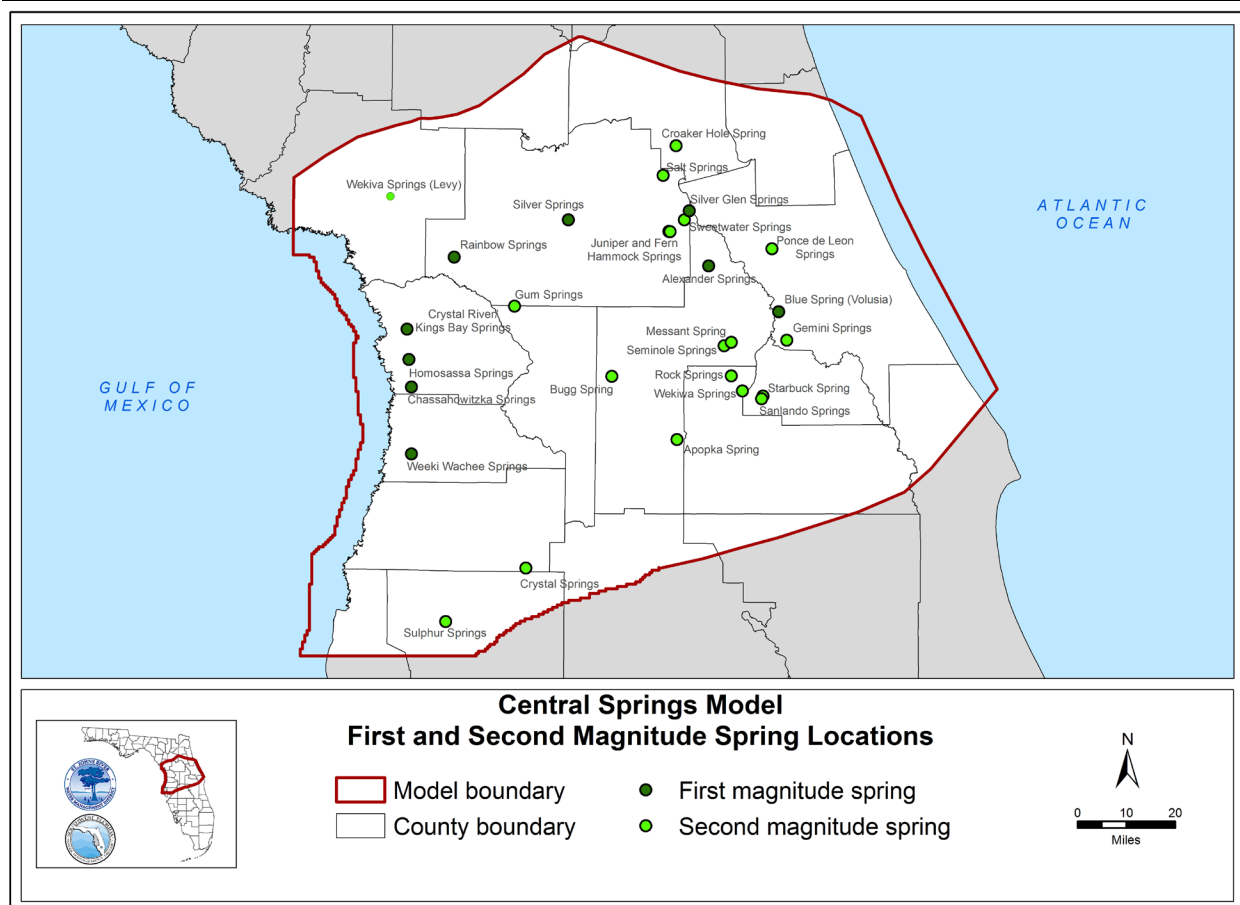 Croaker Hole Spring
Salt Springs
Wekiva Springs (Levy)
Silver Glen Springs
Silver Springs
Sweetwater Springs
ATLANTIC
OCEAN
Rainbow Springs
Juniper and Fern
Hammock Springs
Ponce de Leon
Springs
Alexander Springs
Gum Springs
Blue Spring (Volusia)
Crystal River
Kings Bay Springs
Messant Spring
Gemini Springs
Seminole Springs
Homosassa Springs
Rock Springs
GULF OF
MEXICO
Bugg Spring
Wekiwa Springs
Starbuck Spring
Chassahowitzka Springs
Sanlando Springs
Apopka Spring
Weeki Wachee Springs
Crystal Springs
Sulphur Springs
Central Springs Model
First and Second Magnitude Spring Locations
Model boundary
First magnitude spring
County boundary
Second magnitude spring
N
0 10 20
Miles